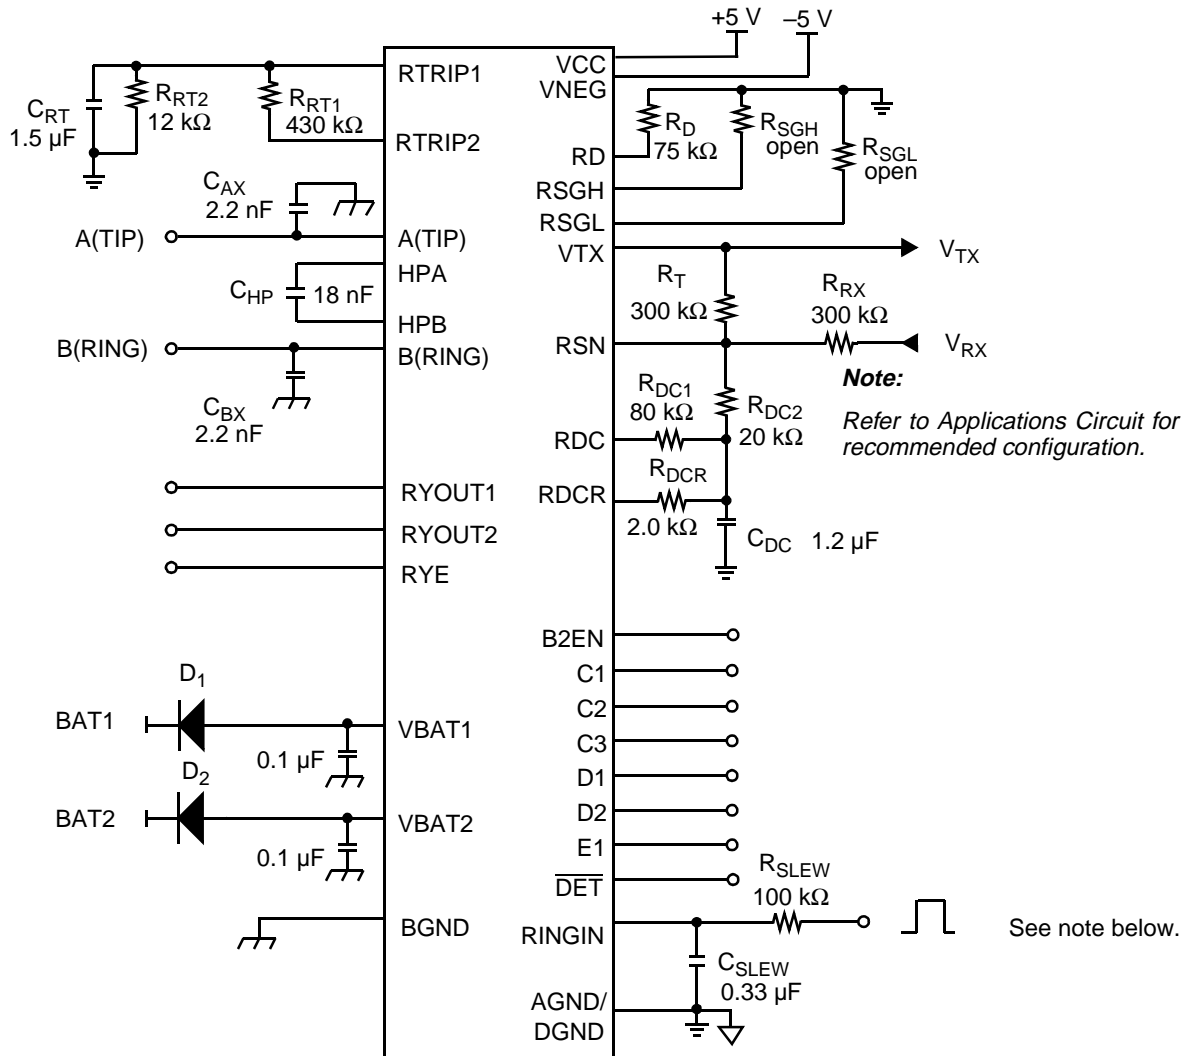 +5 V
–5 V
RTRIP1
VCC
VNEG
C_RT
1.5 µF
R_RT2
12 kΩ
R_RT1
430 kΩ
RTRIP2
R_D
75 kΩ
R_SGH
open
R_SGL
open
RD
RSGH
RSGL
C_AX
2.2 nF
A(TIP)
A(TIP)
VTX
V_TX
HPA
C_HP
18 nF
HPB
R_T
300 kΩ
R_RX
300 kΩ
B(RING)
B(RING)
RSN
V_RX
Note:
Refer to Applications Circuit for
recommended configuration.
C_BX
2.2 nF
R_DC1
80 kΩ
R_DC2
20 kΩ
RDC
R_DCR
RDCR
2.0 kΩ
C_DC 1.2 µF
RYOUT1
RYOUT2
RYE
B2EN
C1
C2
C3
D1
D2
E1
DET
D_1
BAT1
VBAT1
0.1 µF
D_2
BAT2
VBAT2
0.1 µF
BGND
R_SLEW
100 kΩ
RINGIN
See note below.
C_SLEW
0.33 µF
AGND/
DGND